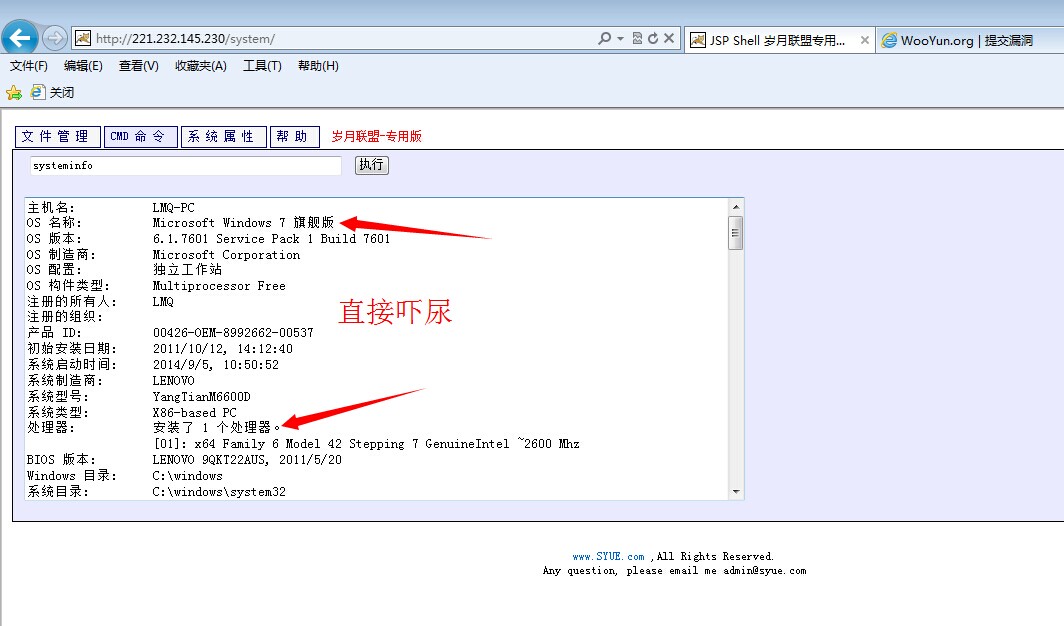 http://221.232.145.230/system/
JSP Shell 岁月联盟专用...
WooYun.org | 提交漏洞
文件(F) 编辑(E) 查看(V) 收藏夹(A) 工具(T) 帮助(H)
关闭
文件管理 CMD 命令 系统属性 帮助 岁月联盟-专用版
systeminfo 执行
主机名: LMQ-PC
OS 名称: Microsoft Windows 7 旗舰版
OS 版本: 6.1.7601 Service Pack 1 Build 7601
OS 制造商: Microsoft Corporation
OS 配置: 独立工作站
OS 构件类型: Multiprocessor Free
注册的所有人: LMQ
注册的组织:
直接吓尿
产品 ID: 00426-OEM-8992662-00537
初始安装日期: 2011/10/12, 14:12:40
系统启动时间: 2014/9/5, 10:50:52
系统制造商: LENOVO
系统型号: YangTianM6600D
系统类型: X86-based PC
处理器: 安装了 1 个处理器。
[01]: x64 Family 6 Model 42 Stepping 7 GenuineIntel ~2600 Mhz
BIOS 版本: LENOVO 9QKT22AUS, 2011/5/20
Windows 目录: C:\windows
系统目录: C:\windows\system32
www.SYUE.com ,All Rights Reserved.
Any question, please email me admin@syue.com